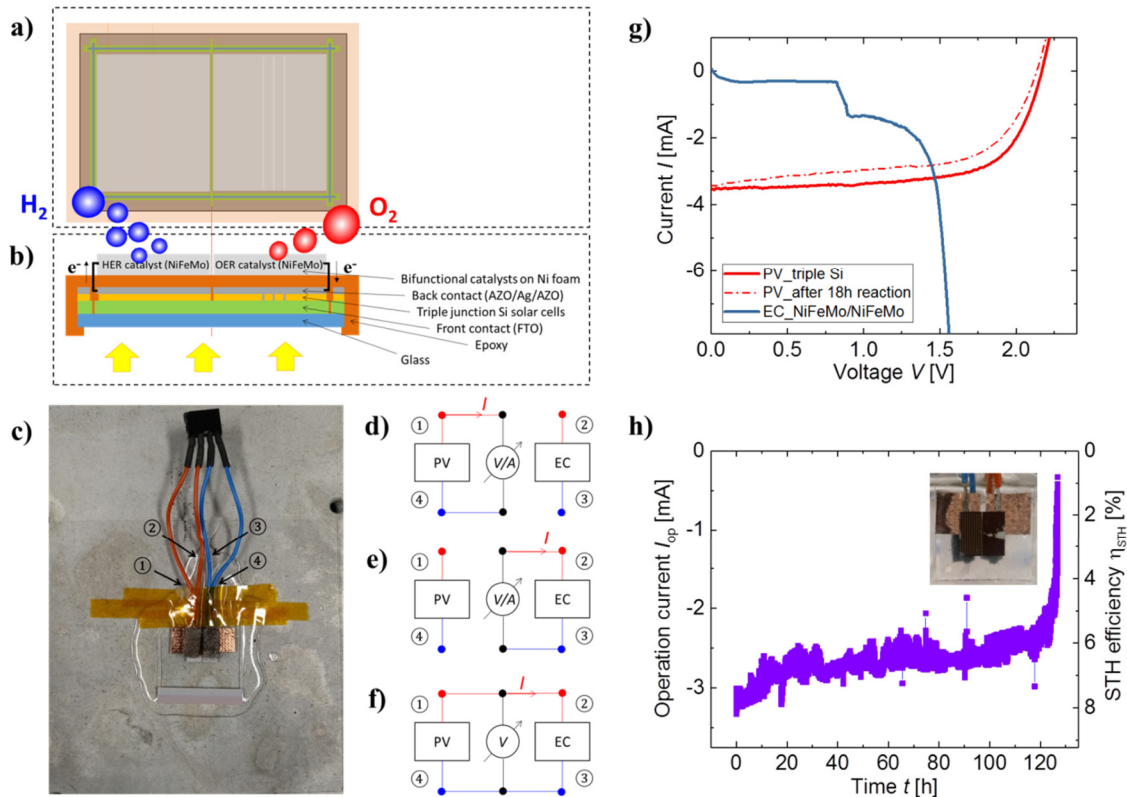 a)
H₂
O₂
b)
e⁻
HER catalyst (NiFeMo)
OER catalyst (NiFeMo)
e⁻
Bifunctional catalysts on Ni foam
Back contact (AZO/Ag/AZO)
Triple junction Si solar cells
Front contact (FTO)
Epoxy
Glass
c)
②
③
①
④
d)
I
①
②
PV
V/A
EC
④
③
e)
I
①
②
PV
V/A
EC
④
③
f)
I
①
②
PV
V
EC
④
③
g)
0
-2
-4
-6
Current I [mA]
PV_triple Si
PV_after 18h reaction
EC_NiFeMo/NiFeMo
0.0 0.5 1.0 1.5 2.0
Voltage V [V]
h)
0
-1
-2
-3
Operation current Iop [mA]
0
2
4
6
8
STH efficiency ηSTH [%]
0 20 40 60 80 100 120
Time t [h]